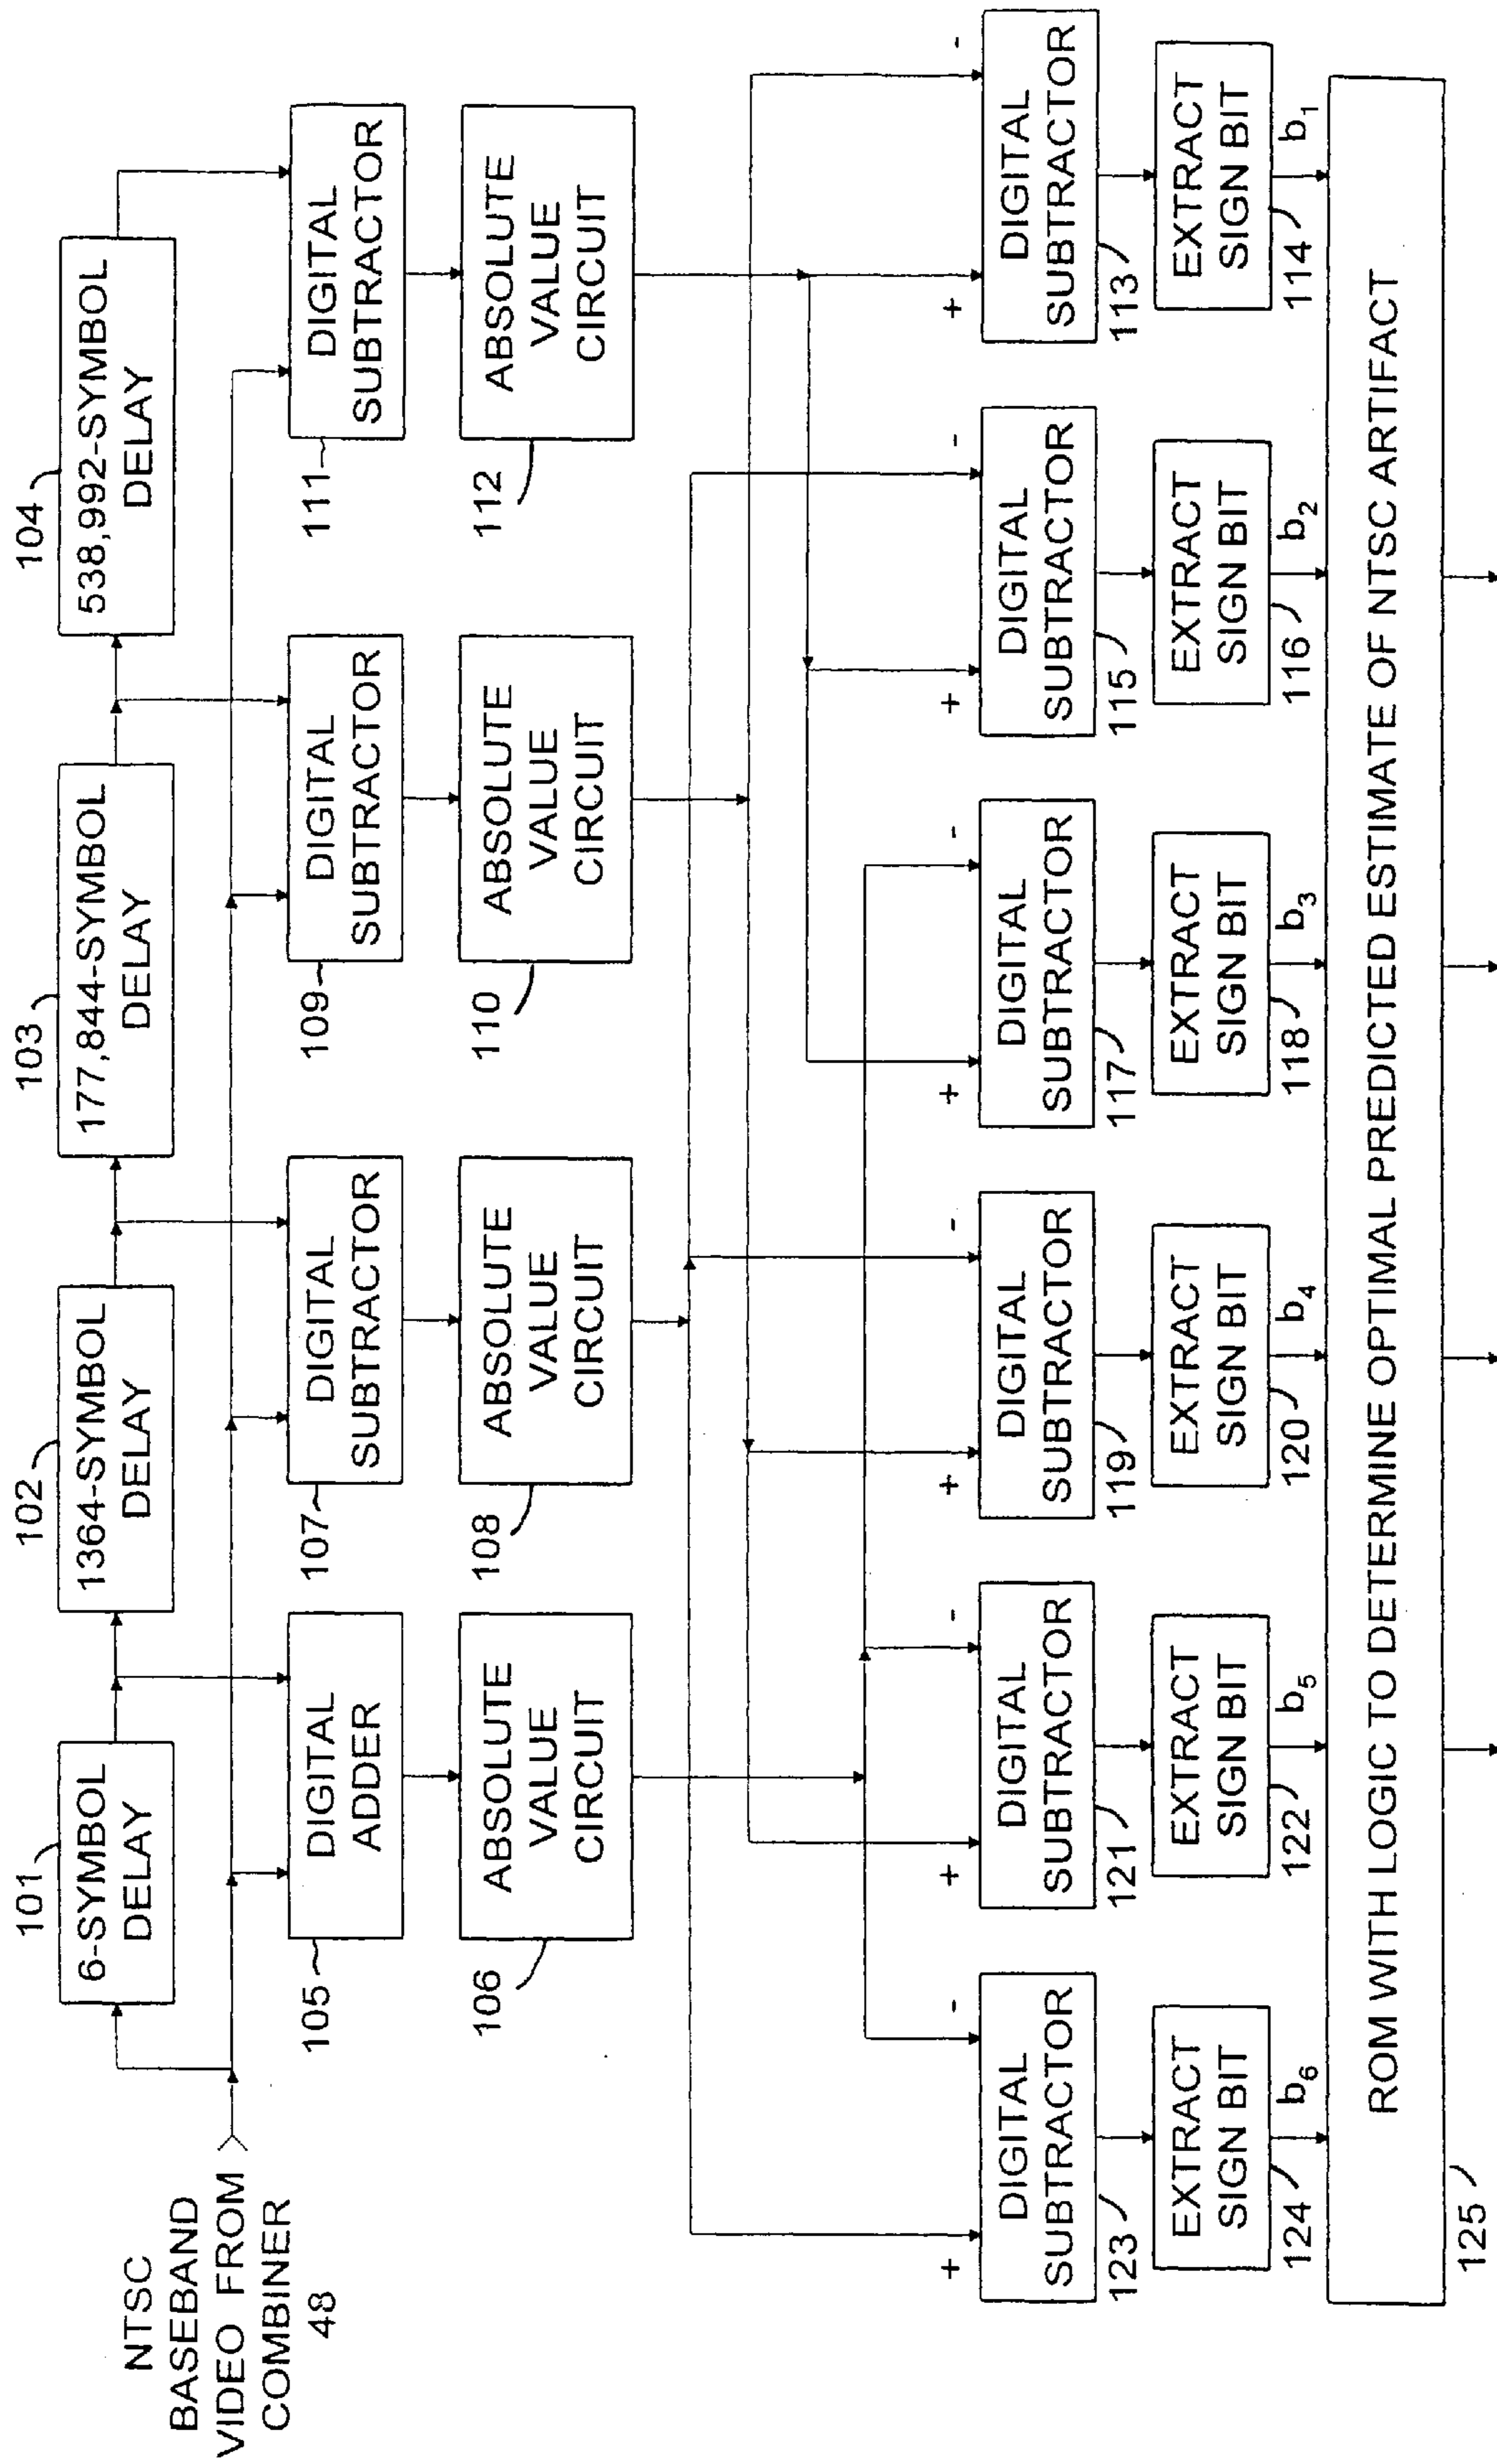 NTSC
BASEBAND
VIDEO FROM
COMBINER
48
101
6-SYMBOL
DELAY
102
1364-SYMBOL
DELAY
103
177,844-SYMBOL
DELAY
104
538,992-SYMBOL
DELAY
105
DIGITAL
ADDER
107
DIGITAL
SUBTRACTOR
109
DIGITAL
SUBTRACTOR
111
DIGITAL
SUBTRACTOR
106
ABSOLUTE
VALUE
CIRCUIT
108
ABSOLUTE
VALUE
CIRCUIT
110
ABSOLUTE
VALUE
CIRCUIT
112
ABSOLUTE
VALUE
CIRCUIT
+ -
DIGITAL
SUBTRACTOR
123
+ -
DIGITAL
SUBTRACTOR
121
+ -
DIGITAL
SUBTRACTOR
119
+ -
DIGITAL
SUBTRACTOR
117
+ -
DIGITAL
SUBTRACTOR
115
+ -
DIGITAL
SUBTRACTOR
113
EXTRACT
SIGN BIT
124 b6
EXTRACT
SIGN BIT
122 b5
EXTRACT
SIGN BIT
120 b4
EXTRACT
SIGN BIT
118 b3
EXTRACT
SIGN BIT
116 b2
EXTRACT
SIGN BIT
114 b1
ROM WITH LOGIC TO DETERMINE OPTIMAL PREDICTED ESTIMATE OF NTSC ARTIFACT
125